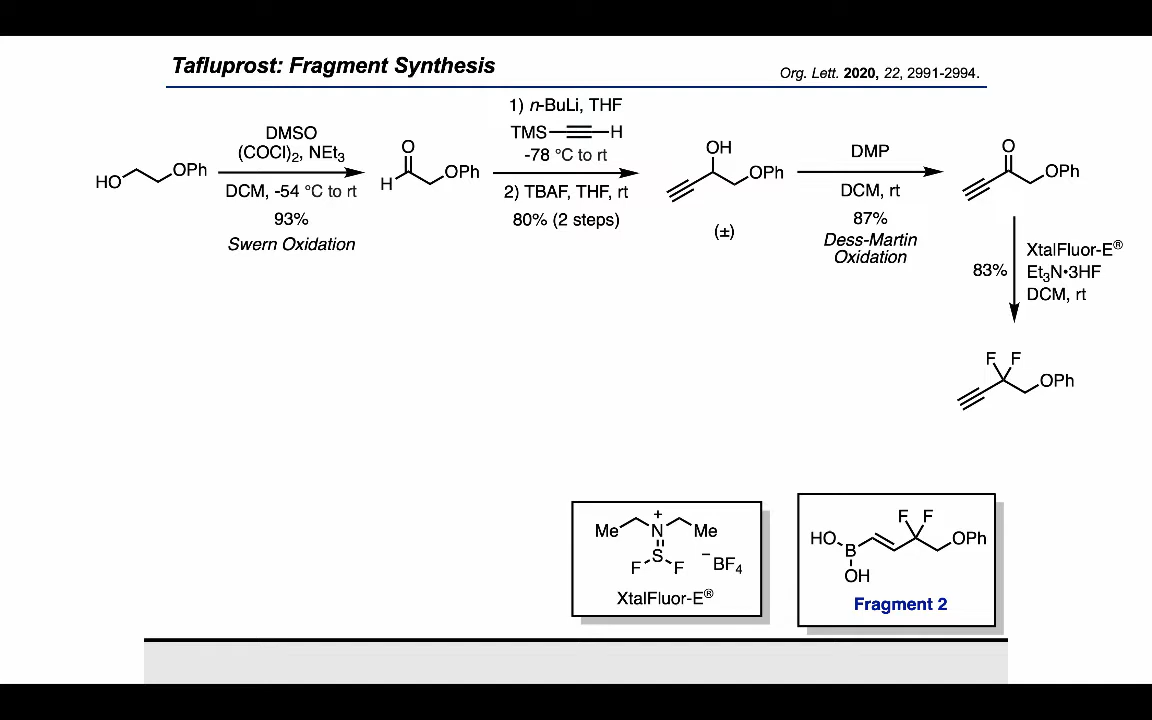 Tafluprost: Fragment Synthesis
Org. Lett. 2020, 22, 2991-2994.
HO
OPh
DMSO
(COCl)2, NEt3
DCM, -54 °C to rt
93%
Swern Oxidation
O
H
OPh
1) n-BuLi, THF
TMS H
-78 °C to rt
2) TBAF, THF, rt
80% (2 steps)
OH
OPh
(±)
DMP
DCM, rt
87%
Dess-Martin
Oxidation
O
OPh
83%
XtalFluor-E®
Et3N•3HF
DCM, rt
F F
OPh
+
Me N Me
S
F F
−BF4
XtalFluor-E®
F F
HO B OPh
OH
Fragment 2